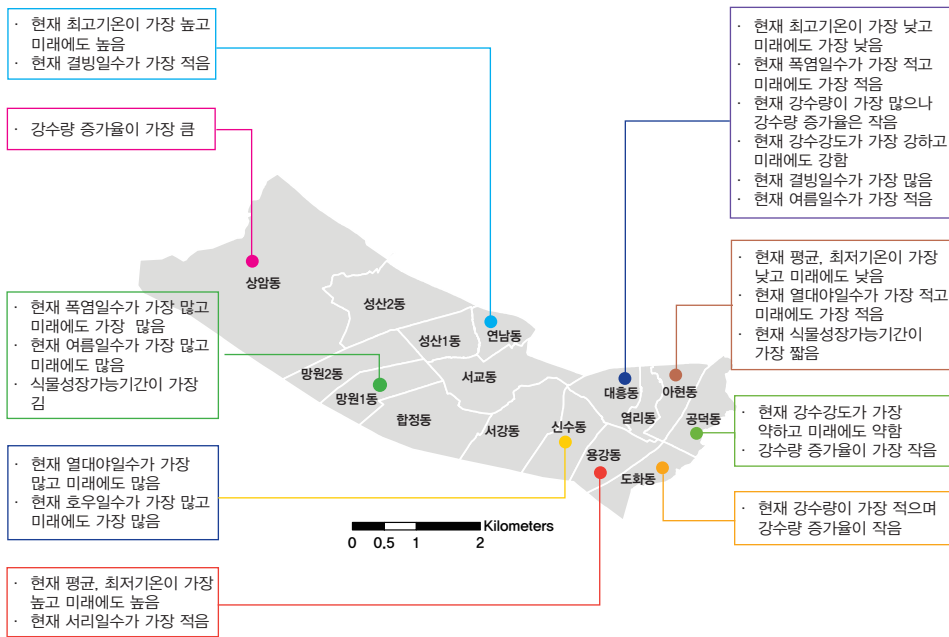 · 현재 최고기온이 가장 높고
미래에도 높음
· 현재 결빙일수가 가장 적음
· 강수량 증가율이 가장 큼
· 현재 폭염일수가 가장 많고
미래에도 가장 많음
· 현재 여름일수가 가장 많고
미래에도 많음
· 식물성장가능기간이 가장
김
· 현재 열대야일수가 가장
많고 미래에도 많음
· 현재 호우일수가 가장 많고
미래에도 가장 많음
· 현재 평균, 최저기온이 가장
높고 미래에도 높음
· 현재 서리일수가 가장 적음
상암동
성산2동
성산1동
연남동
망원2동
망원1동
서교동
합정동
서강동
신수동
대흥동
아현동
염리동
공덕동
용강동
도화동
Kilometers
0 0.5 1 2
· 현재 최고기온이 가장 낮고
미래에도 가장 낮음
· 현재 폭염일수가 가장 적고
미래에도 가장 적음
· 현재 강수량이 가장 많으나
강수량 증가율은 작음
· 현재 강수강도가 가장 강하고
미래에도 강함
· 현재 결빙일수가 가장 많음
· 현재 여름일수가 가장 적음
· 현재 평균, 최저기온이 가장
낮고 미래에도 낮음
· 현재 열대야일수가 가장 적고
미래에도 가장 적음
· 현재 식물성장가능기간이
가장 짧음
· 현재 강수강도가 가장
약하고 미래에도 약함
· 강수량 증가율이 가장 작음
· 현재 강수량이 가장 적으며
강수량 증가율이 작음